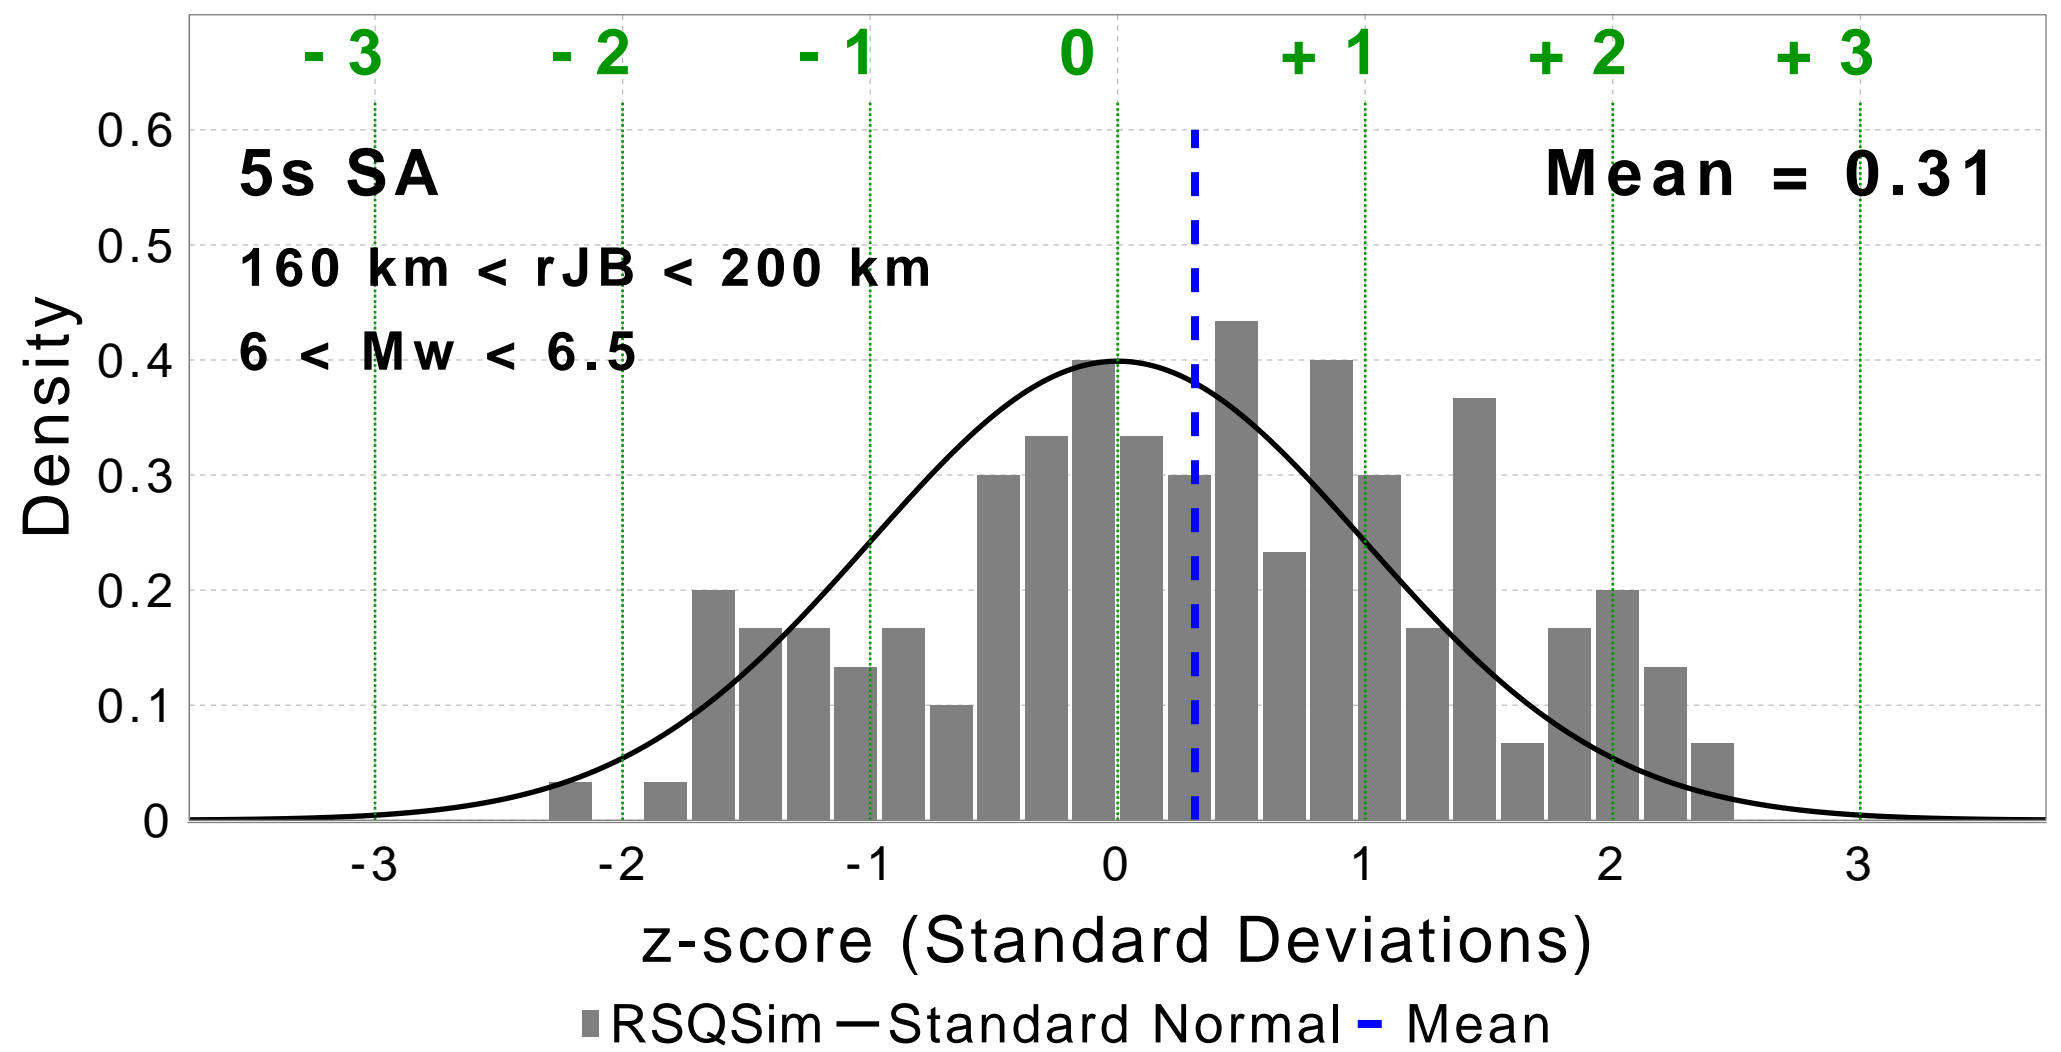 - 3 - 2 - 1 0 + 1 + 2 + 3
0.6
5s SA
Mean = 0.31
0.5
160 km < rJB < 200 km
6 < Mw < 6.5
0.4
0.3
0.2
0.1
0
Density
-3 -2 -1 0 1 2 3
z-score (Standard Deviations)
RSQSim Standard Normal Mean